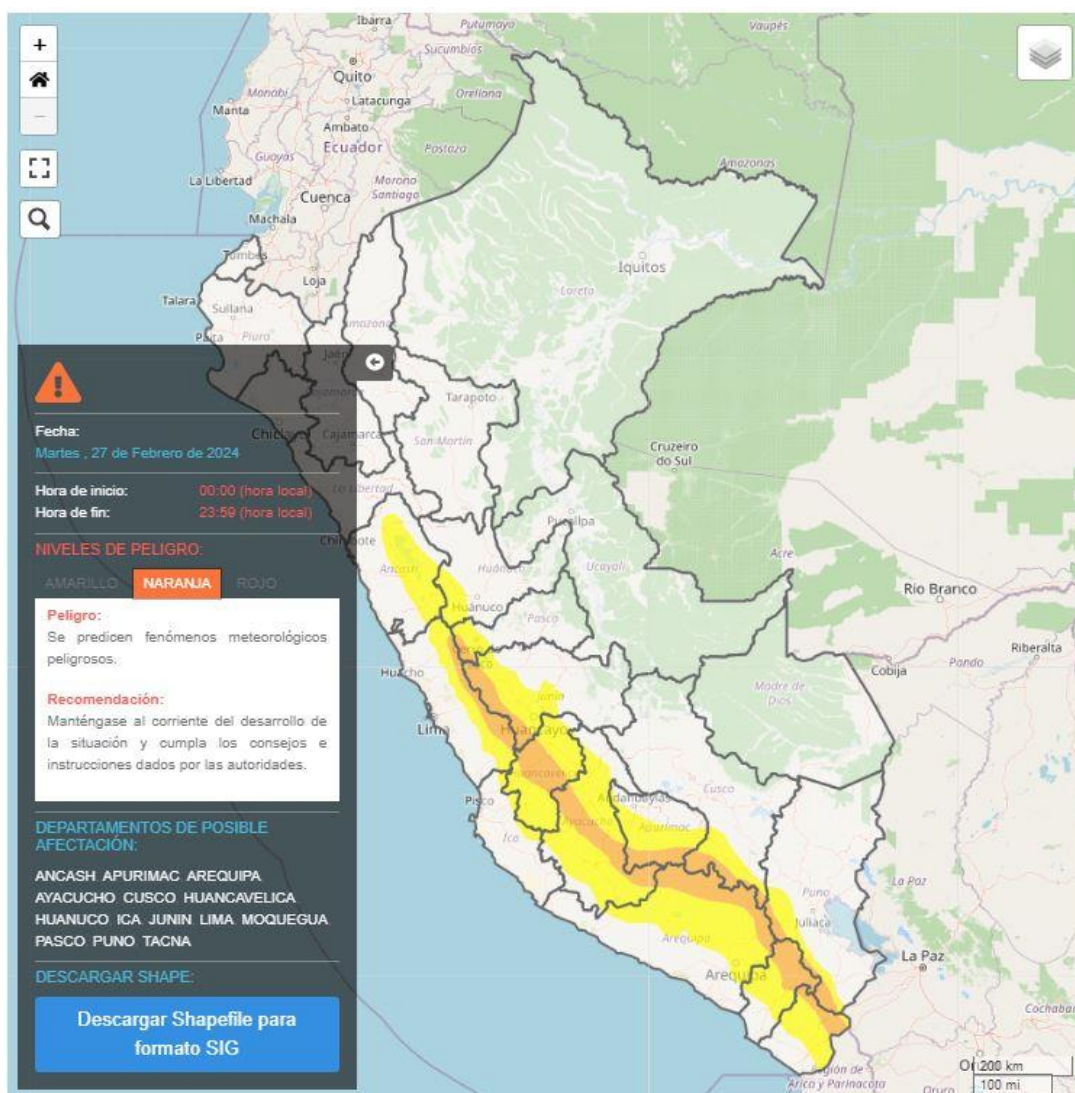 +
Ibarra
Putumayo
Vaupés
Sucumbíos
Quito
Orellana
Manabí
Latacunga
Manta
Ambato
Ecuador
Pastaza
Amazonas
Guayas
Morona
Santiago
La Libertad
Cuenca
Machala
Tumbes
Loja
Iquitos
Loreto
Talara
Sullana
Piura
Paita
Jaén
Tarapoto
Chiclayo
Cajamarca
San Martín
Cruzeiro
do Sul
La Libertad
Pucallpa
Chimbote
Ancash
Huánuco
Ucayali
Acre
Rio Branco
Huánuco
Pasco
Riberalta
Cobija
Pando
Huacho
Madre de
Dios
Junín
Lima
Huancayo
Cusco
Pisco
Andahuaylas
Ica
Ayacucho
Apurímac
Puno
La Paz
Juliaca
Arequipa
Arequipa
La Paz
Cochabam
Región de
Arica y Parinacota
Oruro
200 km
100 mi
Fecha:
Martes , 27 de Febrero de 2024
Hora de inicio: 00:00 (hora local)
Hora de fin: 23:59 (hora local)
NIVELES DE PELIGRO:
AMARILLO NARANJA ROJO
Peligro:
Se predicen fenómenos meteorológicos
peligrosos.
Recomendación:
Manténgase al corriente del desarrollo de
la situación y cumpla los consejos e
instrucciones dados por las autoridades.
DEPARTAMENTOS DE POSIBLE
AFECTACIÓN:
ANCASH APURIMAC AREQUIPA
AYACUCHO CUSCO HUANCAVELICA
HUANUCO ICA JUNIN LIMA MOQUEGUA
PASCO PUNO TACNA
DESCARGAR SHAPE:
Descargar Shapefile para
formato SIG